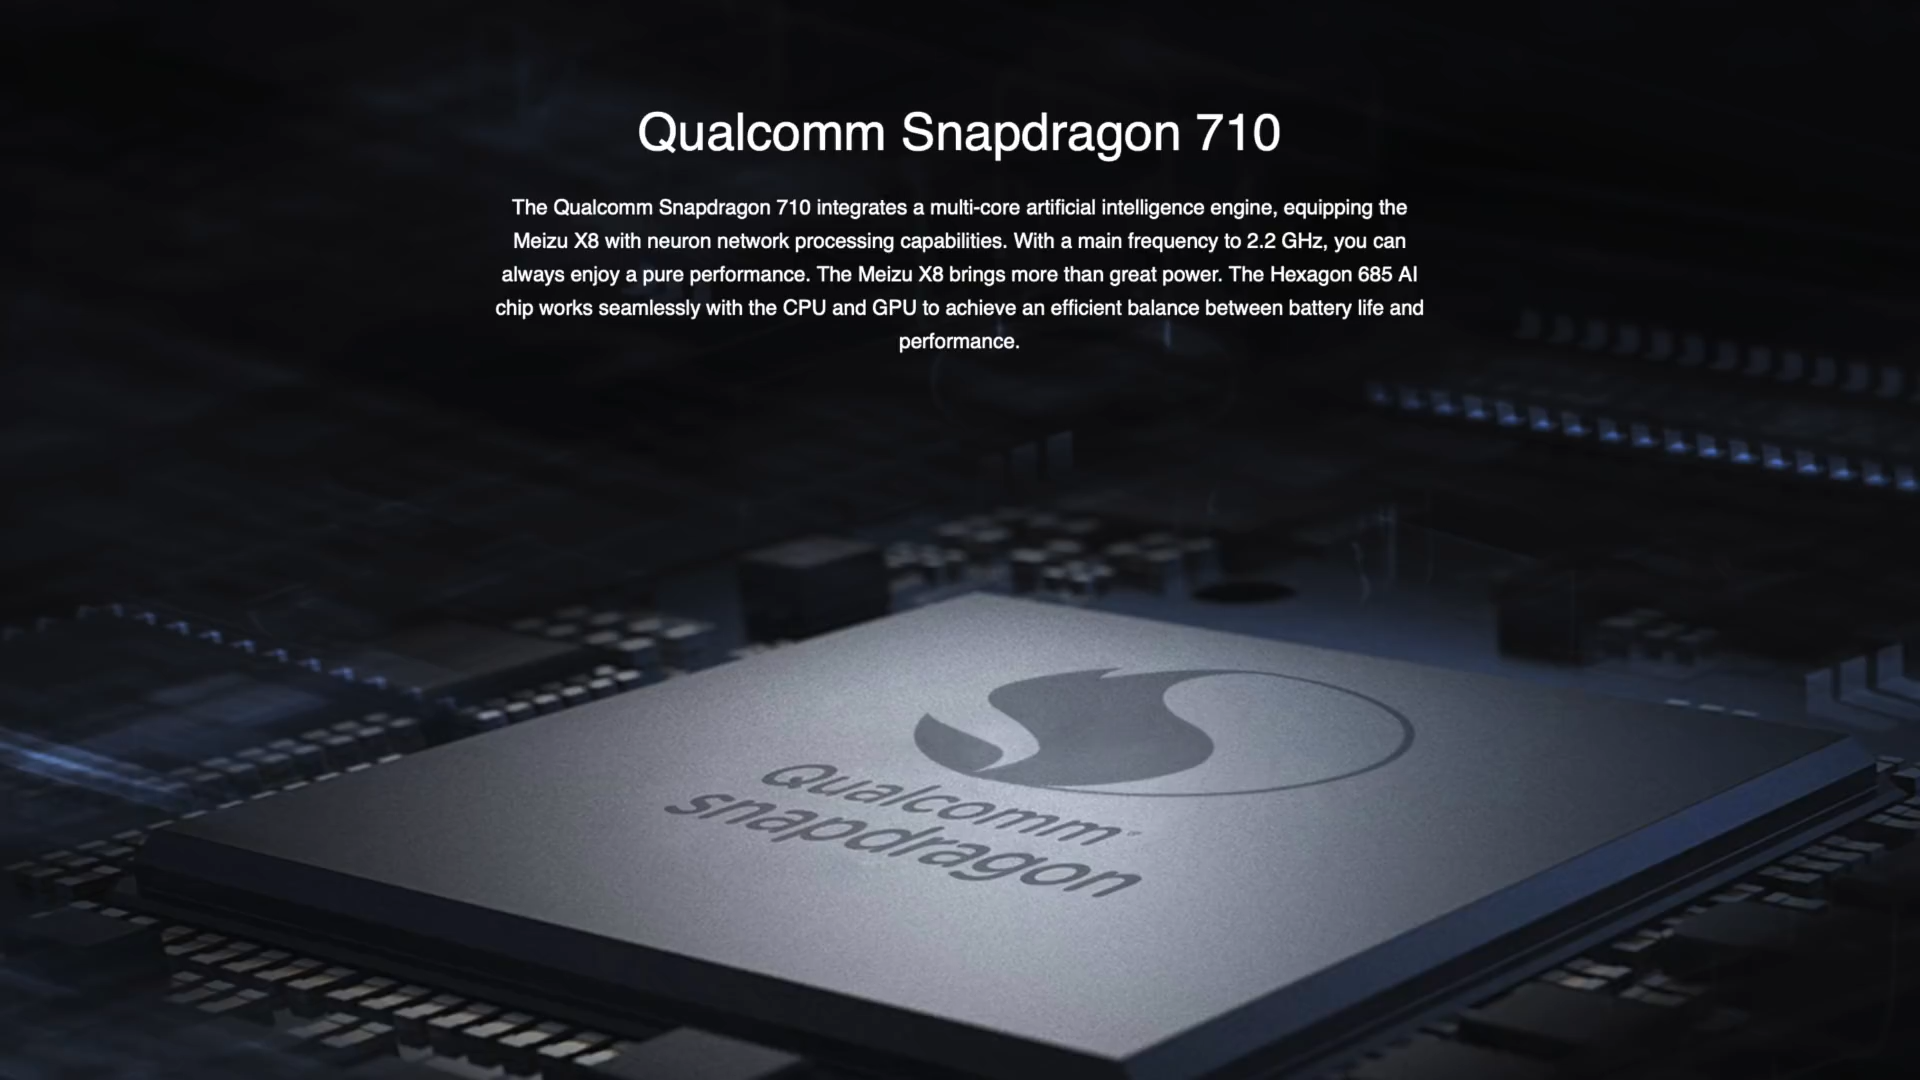 Qualcomm Snapdragon 710
The Qualcomm Snapdragon 710 integrates a multi-core artificial intelligence engine, equipping the
Meizu X8 with neuron network processing capabilities. With a main frequency to 2.2 GHz, you can
always enjoy a pure performance. The Meizu X8 brings more than great power. The Hexagon 685 AI
chip works seamlessly with the CPU and GPU to achieve an efficient balance between battery life and
performance.
Qualcomm
snapdragon